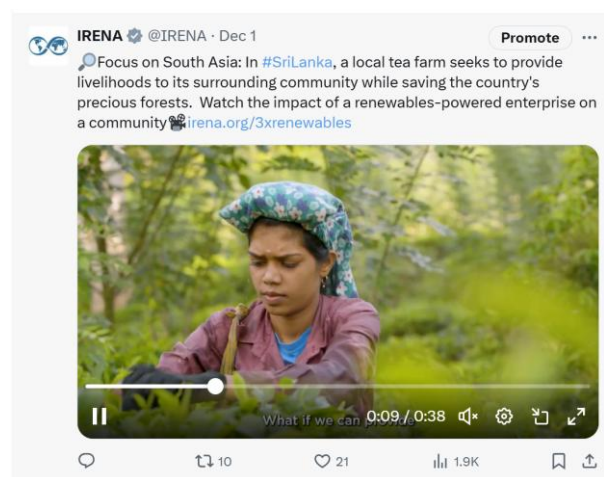 IRENA @IRENA · Dec 1
Promote
Focus on South Asia: In #SriLanka, a local tea farm seeks to provide
livelihoods to its surrounding community while saving the country's
precious forests. Watch the impact of a renewables-powered enterprise on
a community irena.org/3xrenewables
What if we can provide
0:09 / 0:38
10
21
1.9K